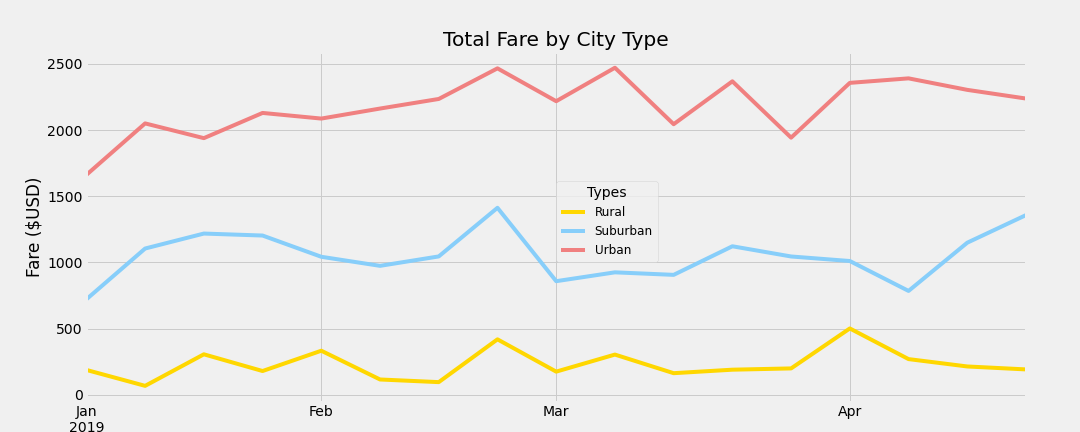 Total Fare by City Type
Fare ($USD)
2500
2000
1500
1000
500
0
Types
Rural
Suburban
Urban
Jan Feb Mar Apr
2019